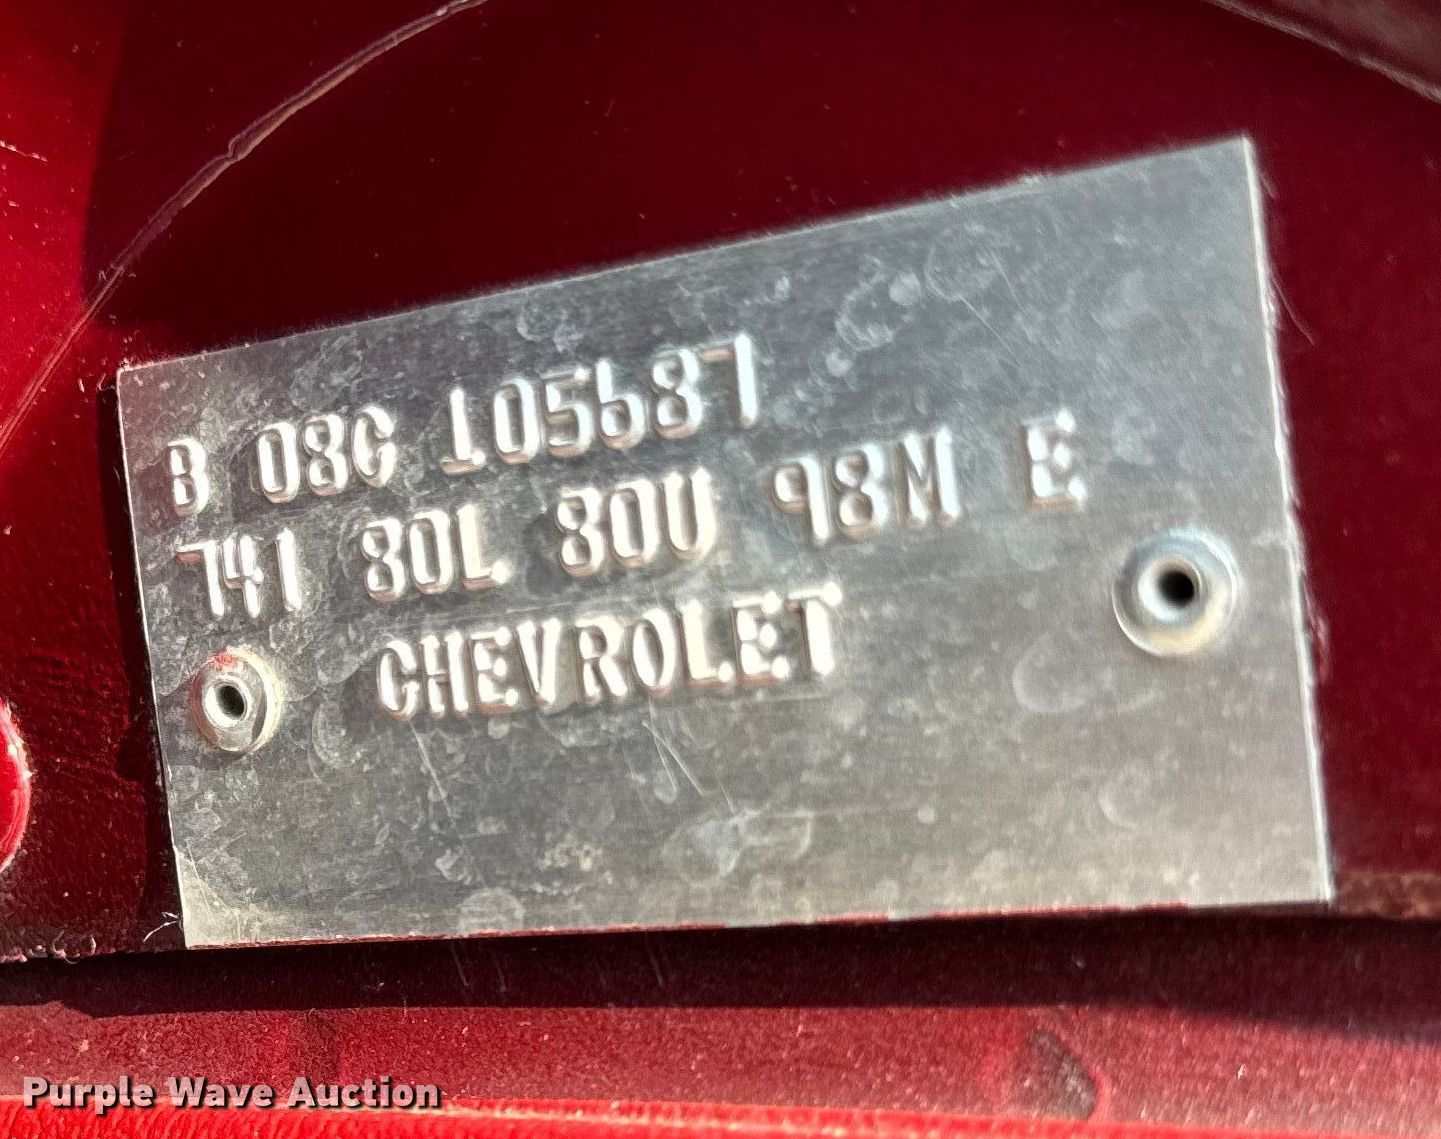 B 08G 105687
741 80L 80U 98M E
CHEVROLET
Purple Wave Auction